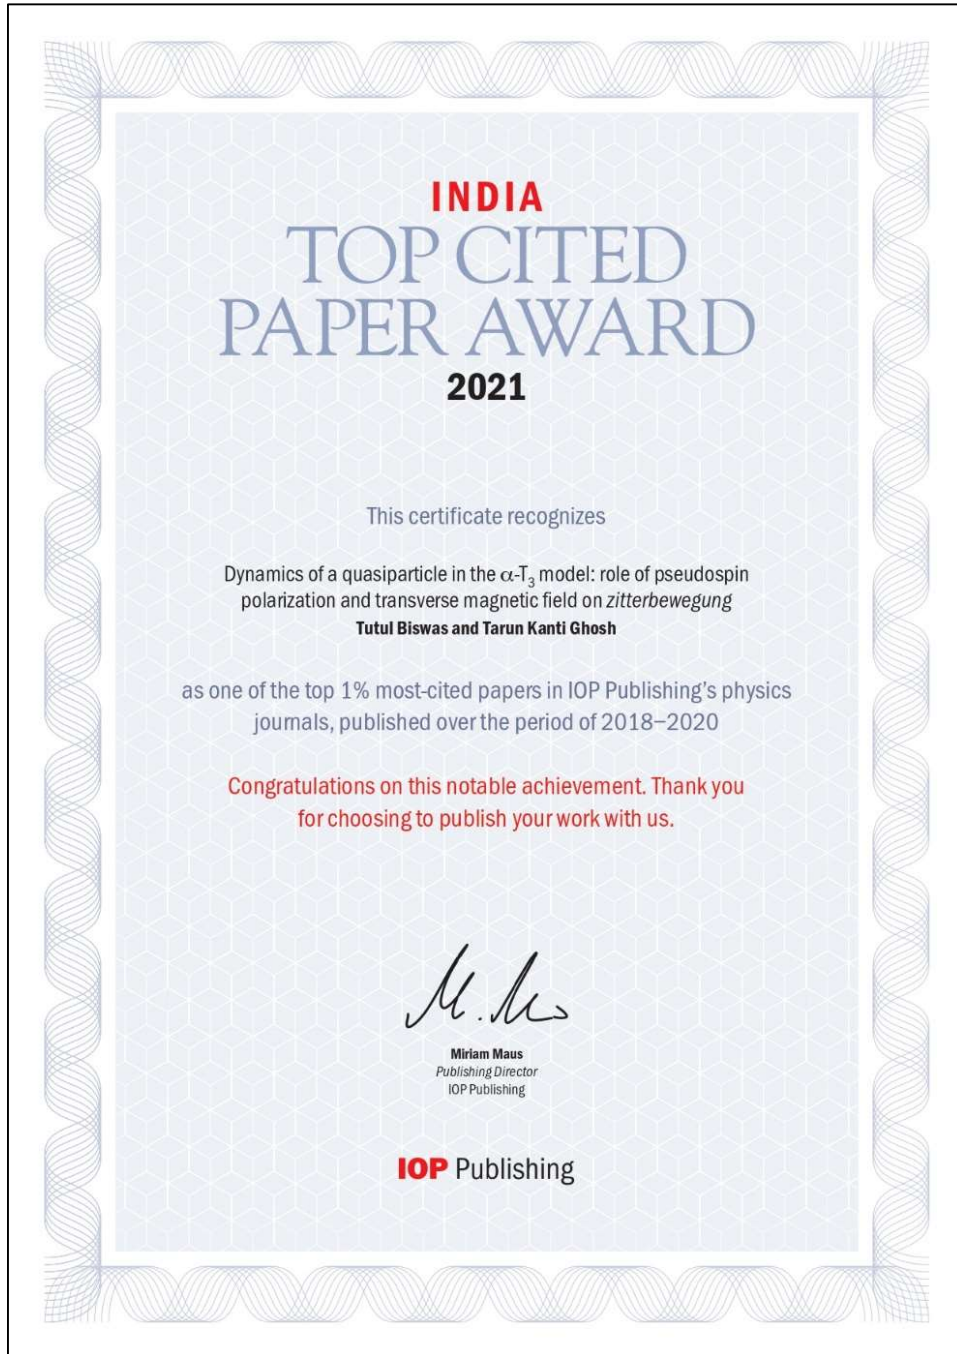 INDIA
TOP CITED
PAPER AWARD
2021
This certificate recognizes
Dynamics of a quasiparticle in the α-T₃ model: role of pseudospin
polarization and transverse magnetic field on zitterbewegung
Tutul Biswas and Tarun Kanti Ghosh
as one of the top 1% most-cited papers in IOP Publishing’s physics
journals, published over the period of 2018–2020
Congratulations on this notable achievement. Thank you
for choosing to publish your work with us.
M. Maus
Miriam Maus
Publishing Director
IOP Publishing
IOP Publishing